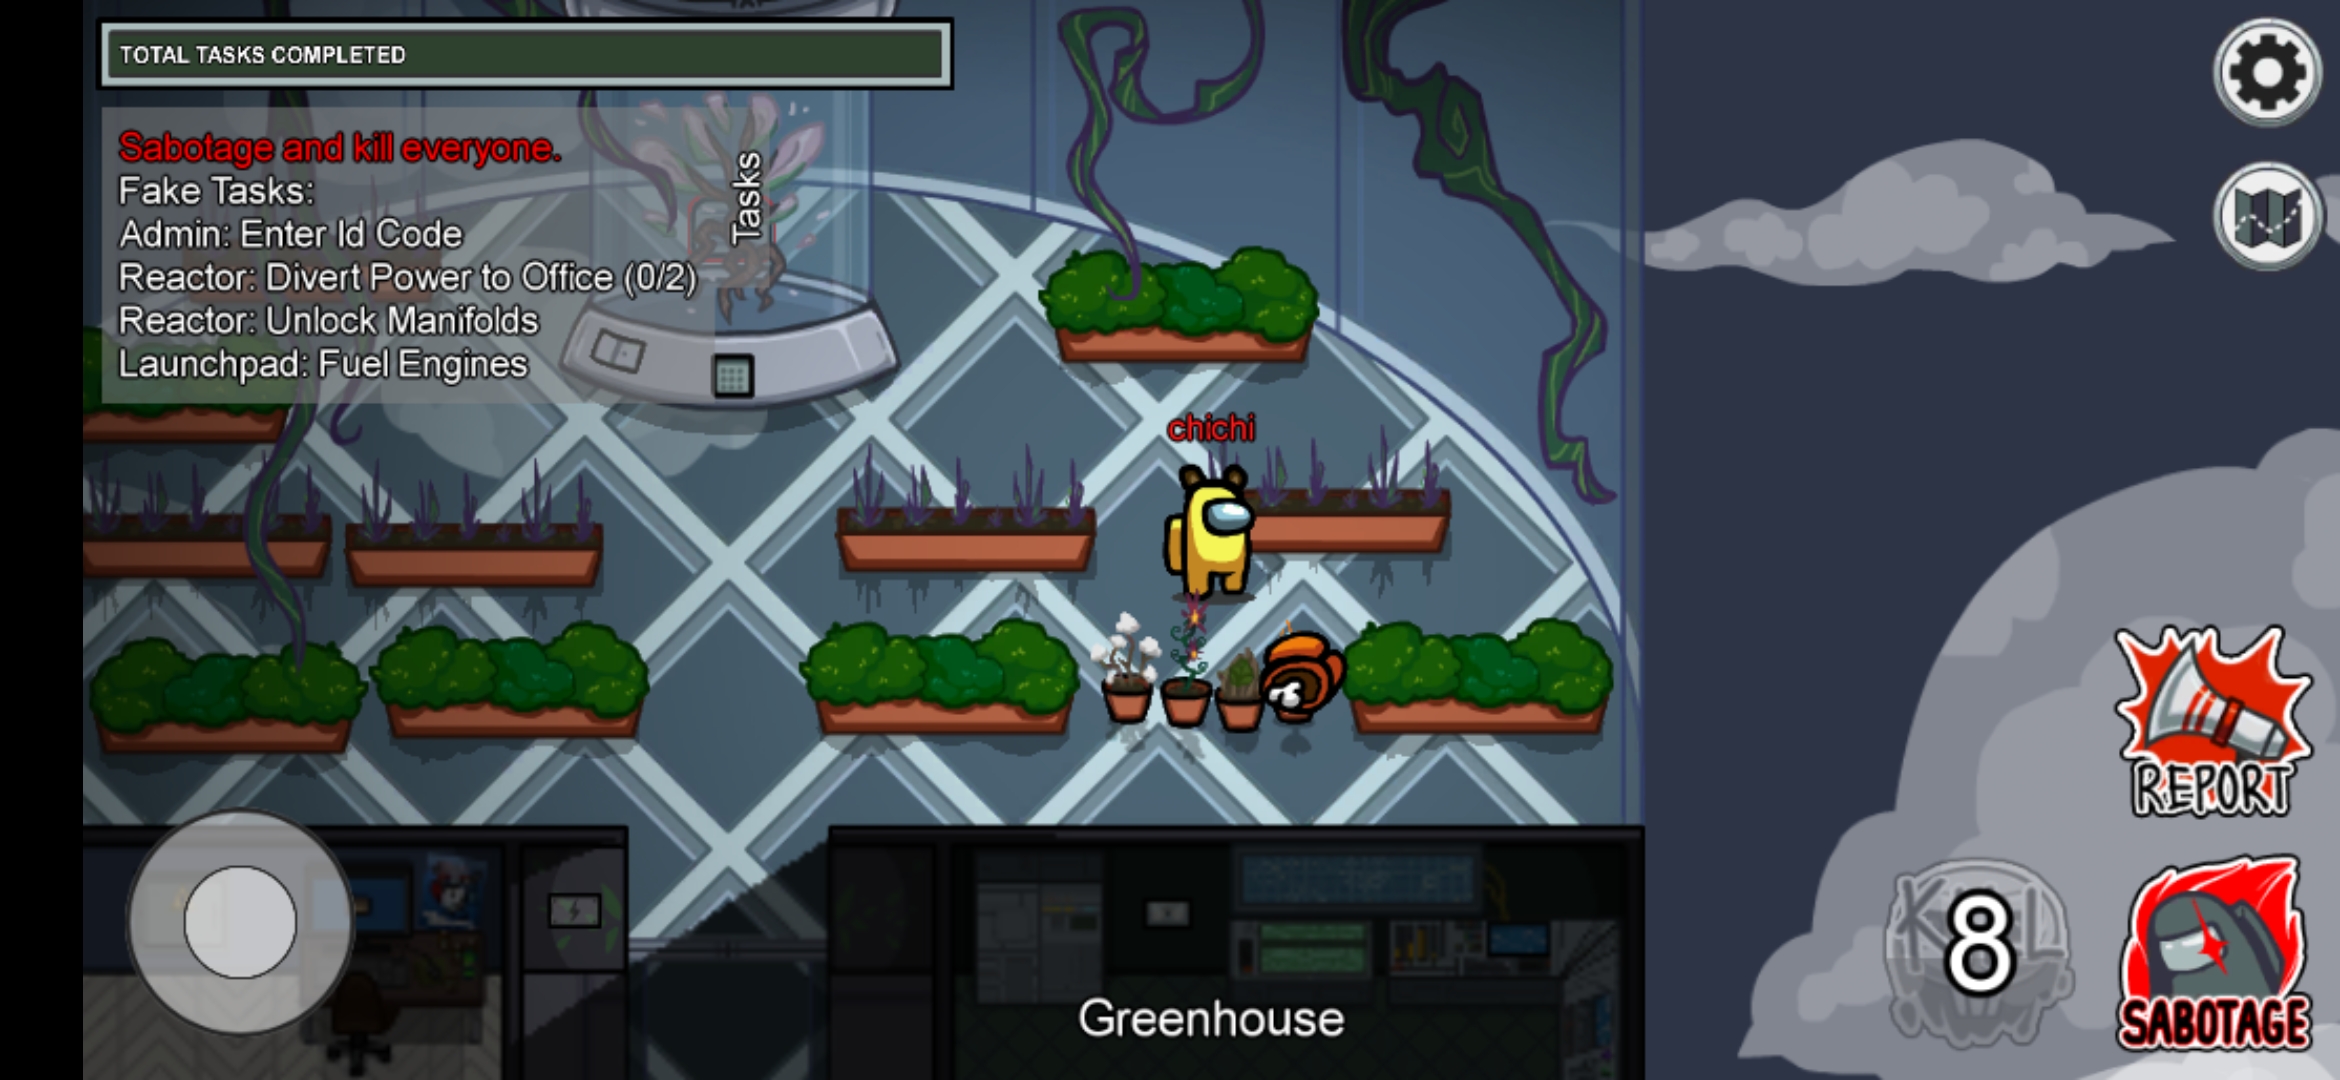 TOTAL TASKS COMPLETED
Sabotage and kill everyone.
Fake Tasks:
Admin: Enter Id Code
Reactor: Divert Power to Office (0/2)
Reactor: Unlock Manifolds
Launchpad: Fuel Engines
Tasks
chichi
REPORT
KILL
8
SABOTAGE
Greenhouse